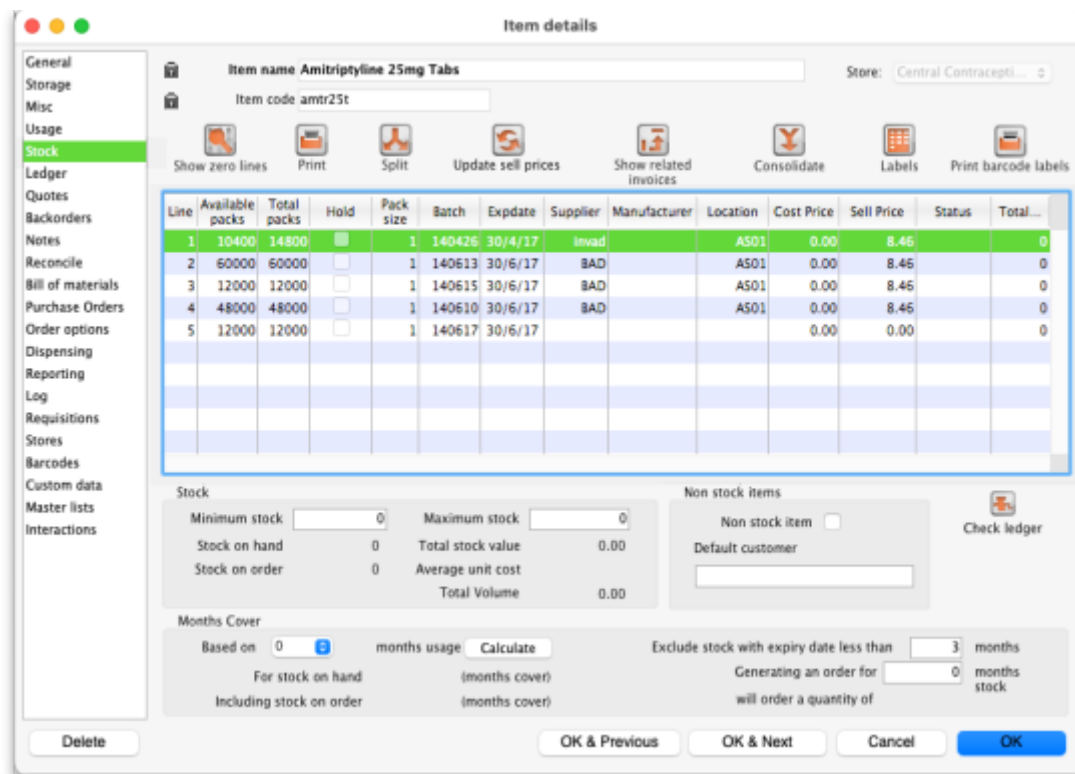 Item details
General
Storage
Misc
Usage
Stock
Ledger
Quotes
Backorders
Notes
Reconcile
Bill of materials
Purchase Orders
Order options
Dispensing
Reporting
Log
Requisitions
Stores
Barcodes
Custom data
Master lists
Interactions
Item name Amitriptyline 25mg Tabs
Store: Central Contracepti...
Item code amtr25t
Show zero lines Print Split Update sell prices Show related invoices Consolidate Labels Print barcode labels
Line Available packs Total packs Hold Pack size Batch Expdate Supplier Manufacturer Location Cost Price Sell Price Status Total...
1 10400 14800 1 140426 30/4/17 invad AS01 0.00 8.46 0
2 60000 60000 1 140613 30/6/17 BAD AS01 0.00 8.46 0
3 12000 12000 1 140615 30/6/17 BAD AS01 0.00 8.46 0
4 48000 48000 1 140610 30/6/17 BAD AS01 0.00 8.46 0
5 12000 12000 1 140617 30/6/17 0.00 0.00 0
Stock
Minimum stock 0 Maximum stock 0
Stock on hand 0 Total stock value 0.00
Stock on order 0 Average unit cost
Total Volume 0.00
Non stock items
Non stock item
Default customer
Check ledger
Months Cover
Based on 0 months usage Calculate
For stock on hand (months cover)
Including stock on order (months cover)
Exclude stock with expiry date less than 3 months
Generating an order for 0 months stock
will order a quantity of
Delete OK & Previous OK & Next Cancel OK